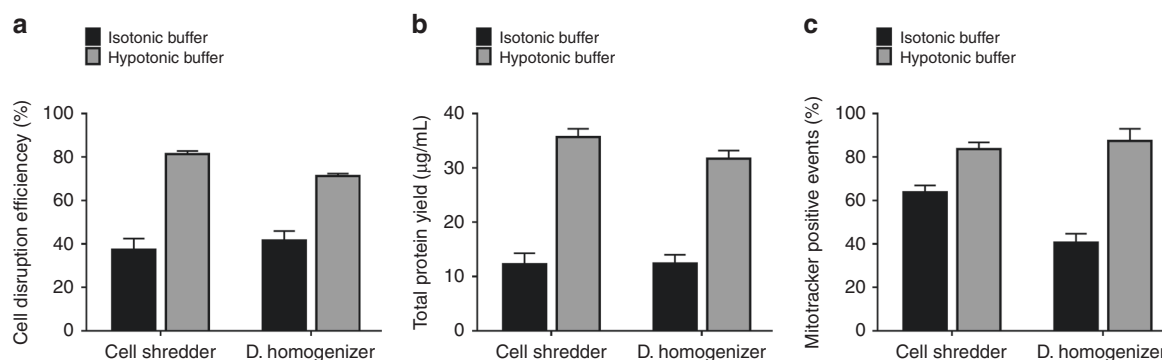 a
Isotonic buffer
Hypotonic buffer
Cell disruption efficiencey (%)
100
80
60
40
20
0
Cell shredder
D. homogenizer
b
Isotonic buffer
Hypotonic buffer
Total protein yield (μg/mL)
40
30
20
10
0
Cell shredder
D. homogenizer
c
Isotonic buffer
Hypotonic buffer
Mitotracker positive events (%)
100
80
60
40
80
0
Cell shredder
D. homogenizer